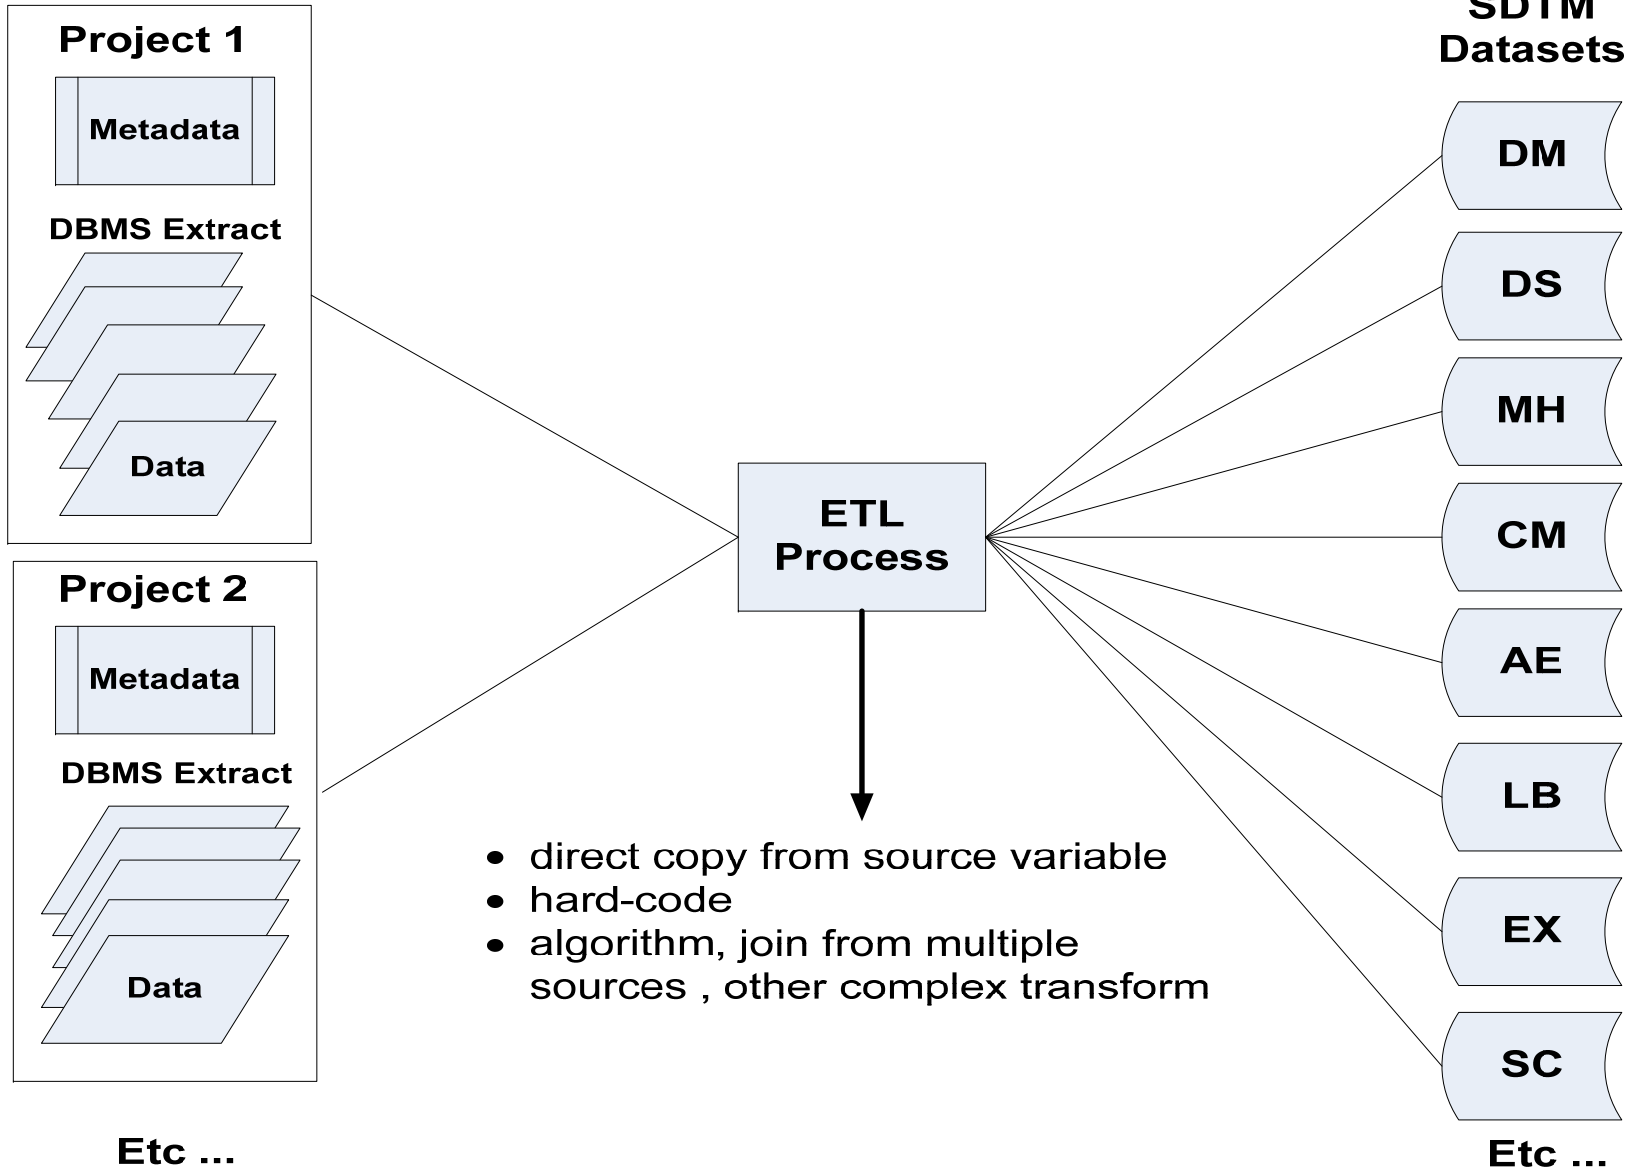 Project 1
Metadata
DBMS Extract
Data
Project 2
Metadata
DBMS Extract
Data
Etc ...
ETL
Process
• direct copy from source variable
• hard-code
• algorithm, join from multiple
sources , other complex transform
SDTM
Datasets
DM
DS
MH
CM
AE
LB
EX
SC
Etc ...